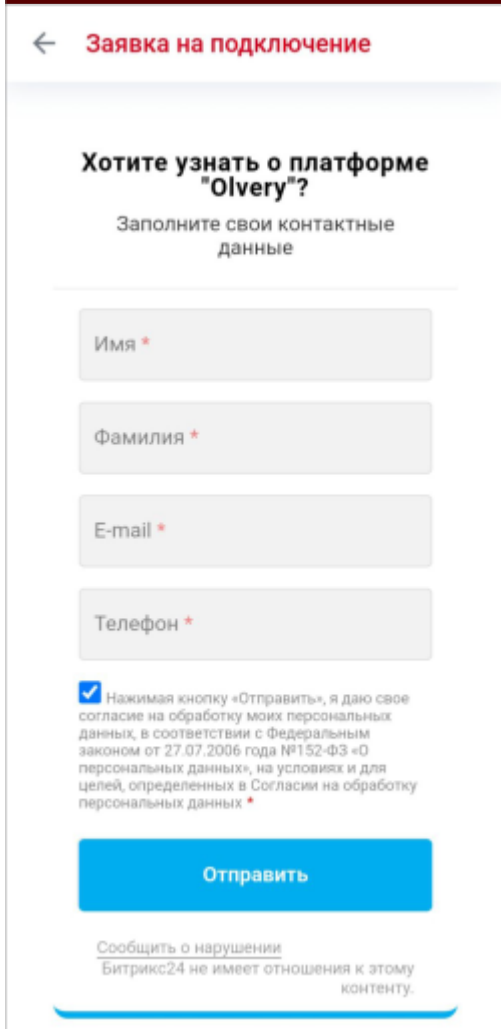 Заявка на подключение
Хотите узнать о платформе
"Olvery"?
Заполните свои контактные
данные
Имя *
Фамилия *
E-mail *
Телефон *
Нажимая кнопку «Отправить», я даю свое
согласие на обработку моих персональных
данных, в соответствии с Федеральным
законом от 27.07.2006 года №152-ФЗ «О
персональных данных», на условиях и для
целей, определенных в Согласии на обработку
персональных данных *
Отправить
Сообщить о нарушении
Битрикс24 не имеет отношения к этому
контенту.